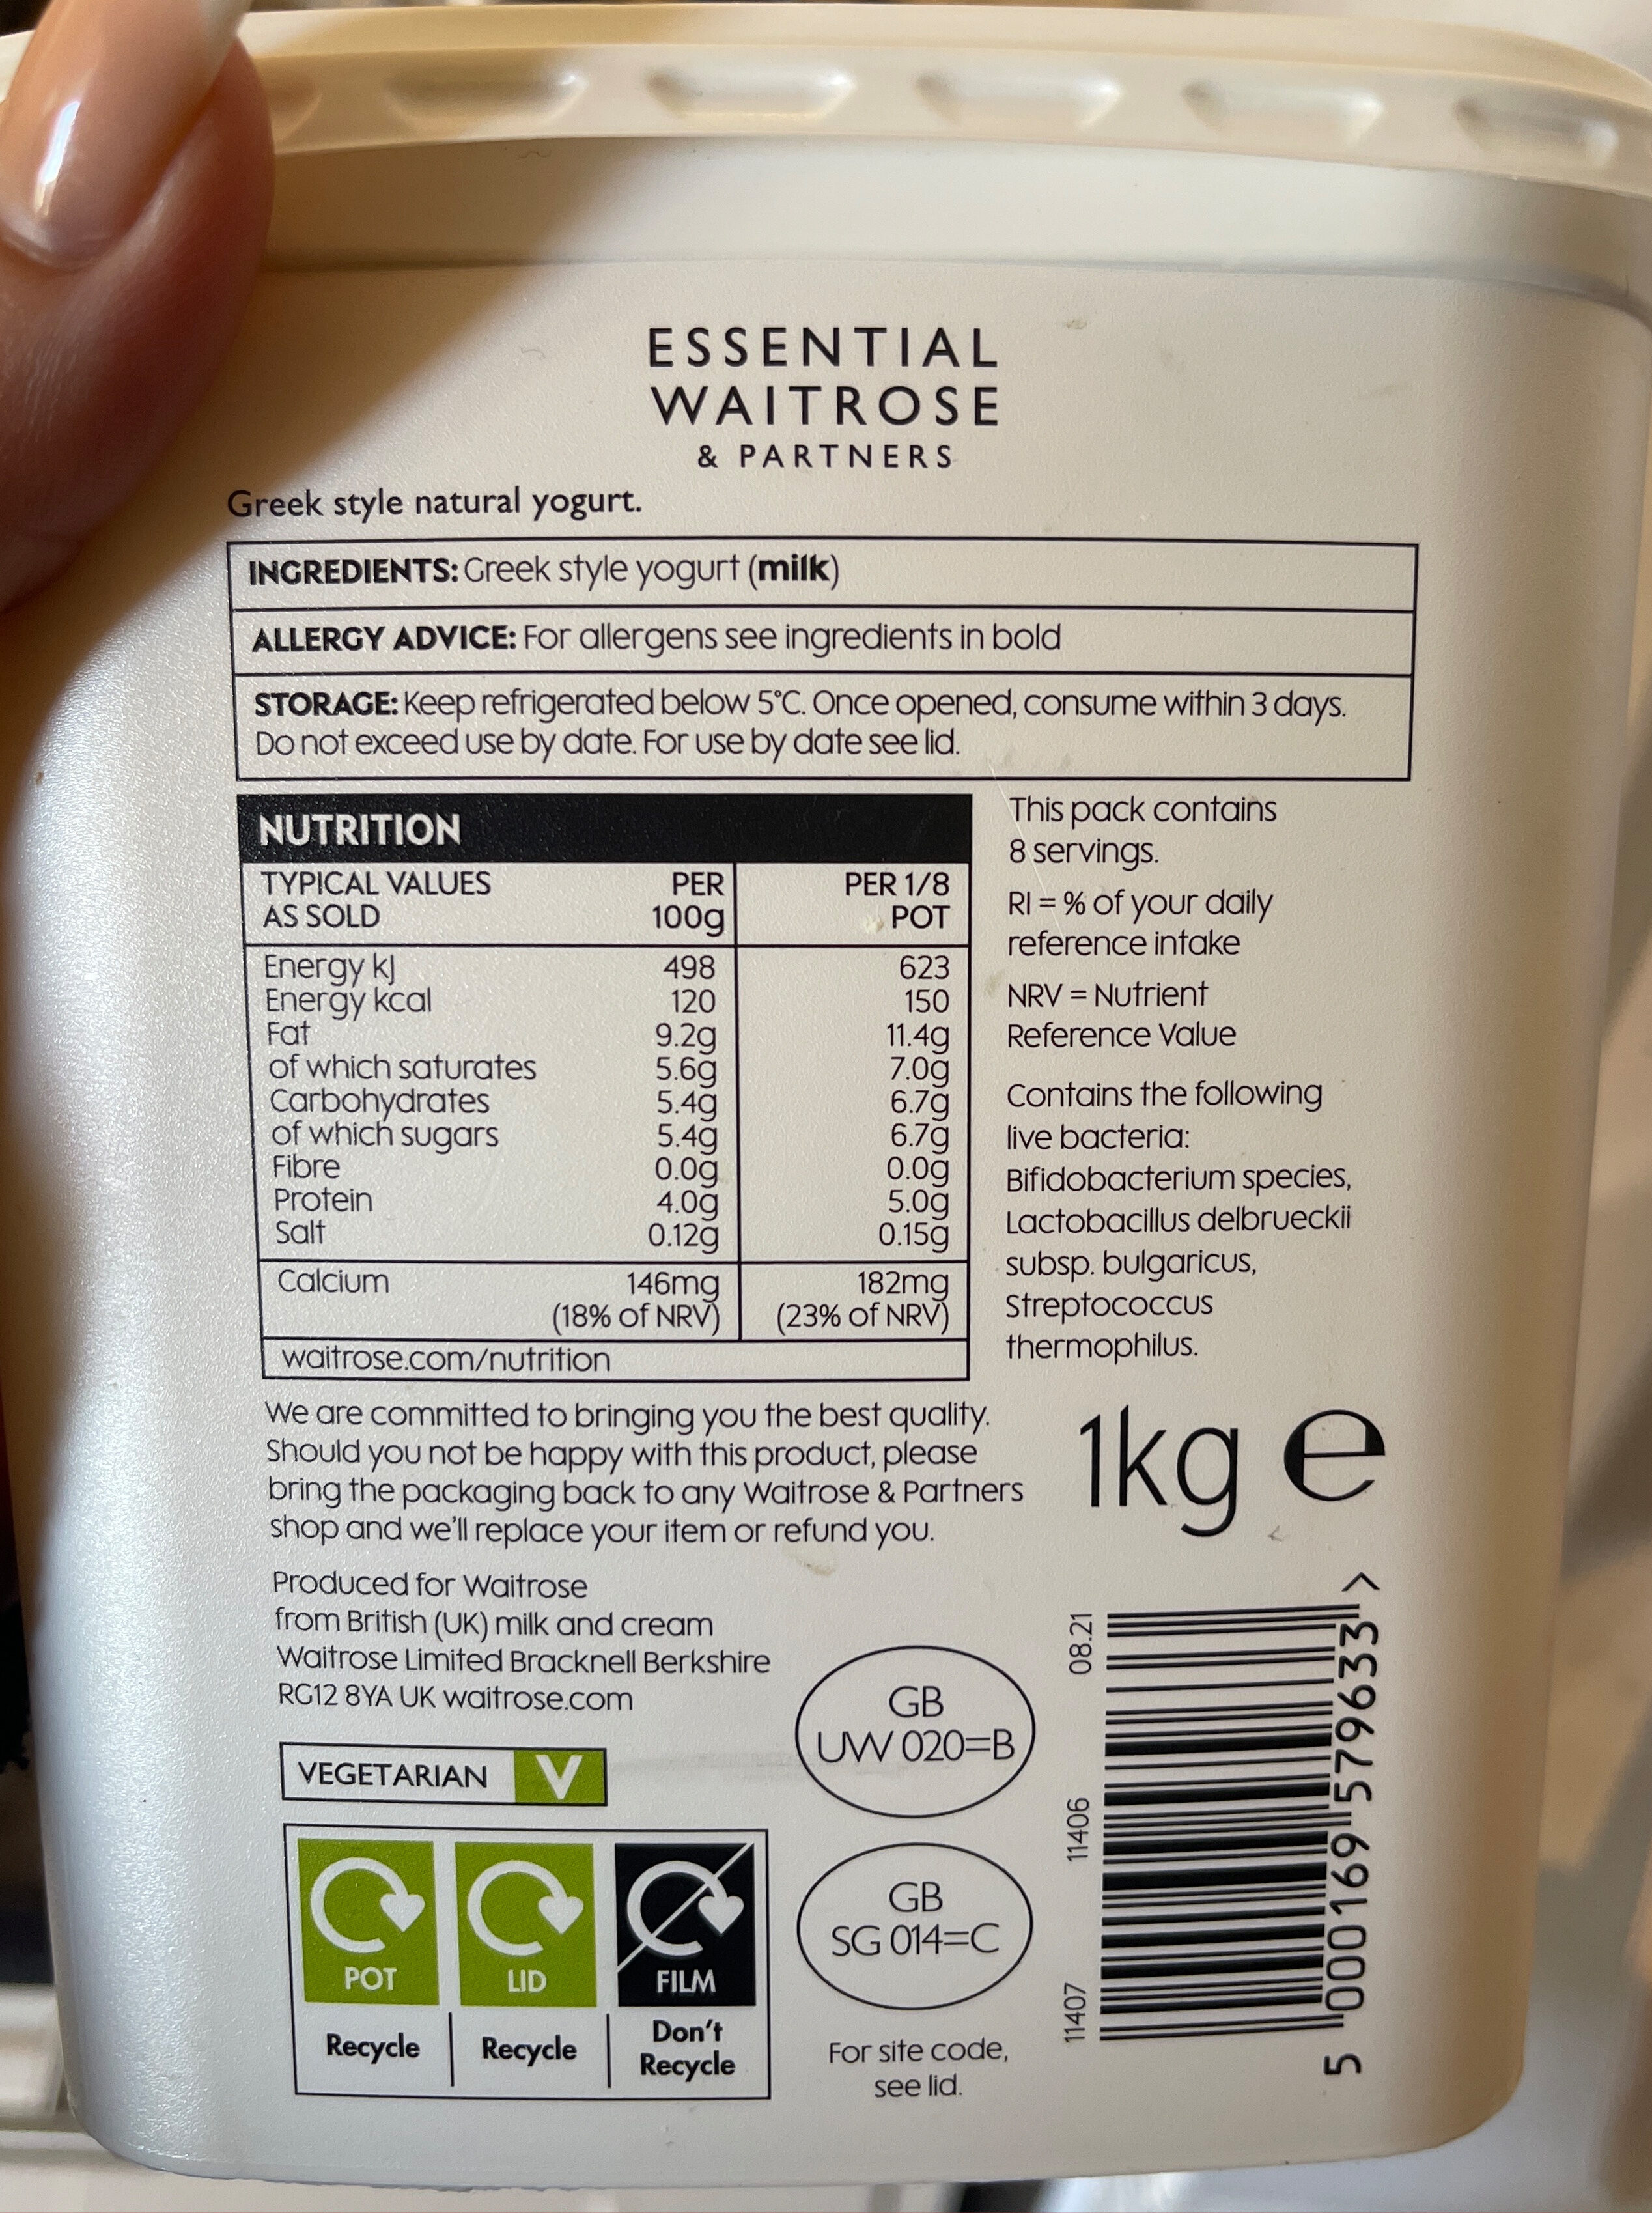 ESSENTIAL
WAITROSE
& PARTNERS
Greek style natural yogurt.
INGREDIENTS: Greek style yogurt (milk)
ALLERGY ADVICE: For allergens see ingredients in bold
STORAGE: Keep refrigerated below 5°C. Once opened, consume within 3 days.
Do not exceed use by date. For use by date see lid.
NUTRITION
TYPICAL VALUES PER PER 1/8
AS SOLD 100g POT
Energy kJ 498 623
Energy kcal 120 150
Fat 9.2g 11.4g
of which saturates 5.6g 7.0g
Carbohydrates 5.4g 6.7g
of which sugars 5.4g 6.7g
Fibre 0.0g 0.0g
Protein 4.0g 5.0g
Salt 0.12g 0.15g
Calcium 146mg 182mg
(18% of NRV) (23% of NRV)
waitrose.com/nutrition
This pack contains
8 servings.
RI = % of your daily
reference intake
NRV = Nutrient
Reference Value
Contains the following
live bacteria:
Bifidobacterium species,
Lactobacillus delbrueckii
subsp. bulgaricus,
Streptococcus
thermophilus.
We are committed to bringing you the best quality.
Should you not be happy with this product, please
bring the packaging back to any Waitrose & Partners
shop and we'll replace your item or refund you.
1kg e
Produced for Waitrose
from British (UK) milk and cream
Waitrose Limited Bracknell Berkshire
RG12 8YA UK waitrose.com
VEGETARIAN V
POT LID FILM
Recycle Recycle Don't
Recycle
GB
UW 020=B
GB
SG 014=C
For site code,
see lid.
11407 11406 08.21
5 000169 579633 >